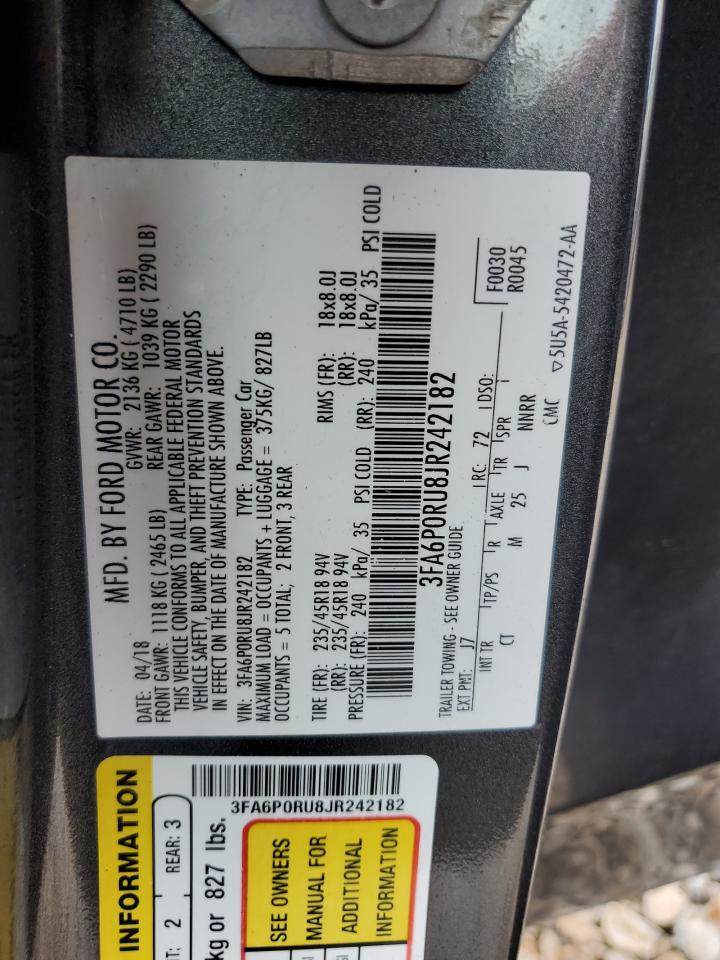 MFD. BY FORD MOTOR CO.
DATE: 04/18 GVWR: 2136 KG ( 4710 LB)
FRONT GAWR: 1118 KG ( 2465 LB) REAR GAWR: 1039 KG ( 2290 LB)
THIS VEHICLE CONFORMS TO ALL APPLICABLE FEDERAL MOTOR
VEHICLE SAFETY, BUMPER, AND THEFT PREVENTION STANDARDS
IN EFFECT ON THE DATE OF MANUFACTURE SHOWN ABOVE.
VIN: 3FA6P0RU8JR242182 TYPE: Passenger Car
MAXIMUM LOAD = OCCUPANTS + LUGGAGE = 375KG/ 827LB
OCCUPANTS = 5 TOTAL; 2 FRONT, 3 REAR
TIRE (FR): 235/45R18 94V RIMS (FR): 18x8.0J
(RR): 235/45R18 94V (RR): 18x8.0J
PRESSURE (FR): 240 kPa/ 35 PSI COLD (RR): 240 kPa/ 35 PSI COLD
3FA6P0RU8JR242182
TRAILER TOWING - SEE OWNER GUIDE
EXT PNT: J7 RC: 72 DSO: F0030
INT TR TP/PS R AXLE TR SPR R0045
CT M 25 J NNRR
CMC ▽5U5A-5420472-AA
INFORMATION
2 REAR: 3
kg or 827 lbs.
3FA6P0RU8JR242182
SEE OWNERS
MANUAL FOR
ADDITIONAL
INFORMATION